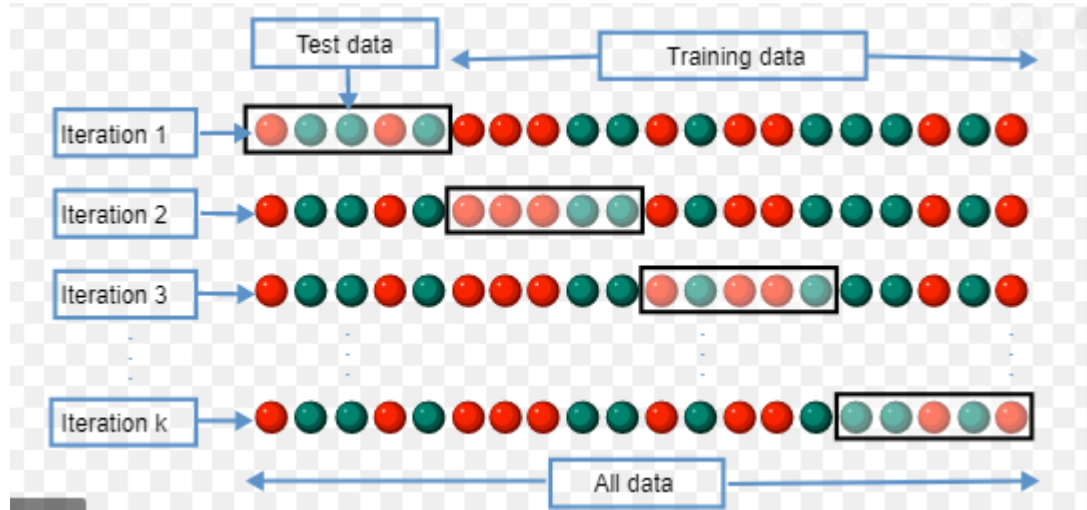 Test data
Training data
Iteration 1
Iteration 2
Iteration 3
Iteration k
All data